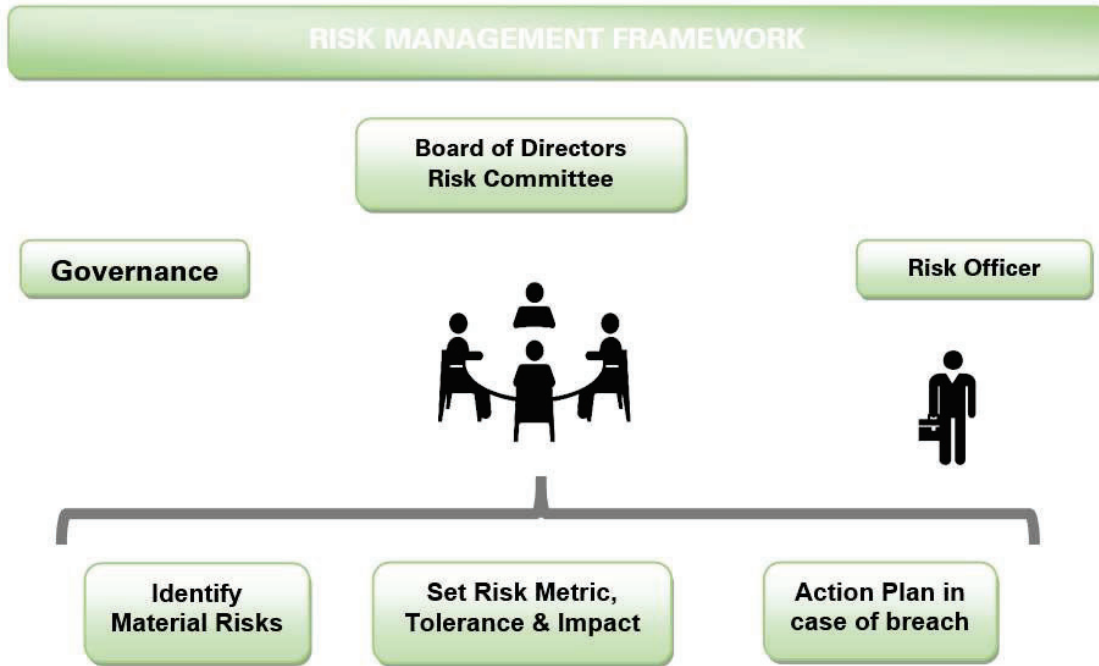 RISK MANAGEMENT FRAMEWORK
Board of Directors
Risk Committee
Governance
Risk Officer
Identify
Material Risks
Set Risk Metric,
Tolerance & Impact
Action Plan in
case of breach